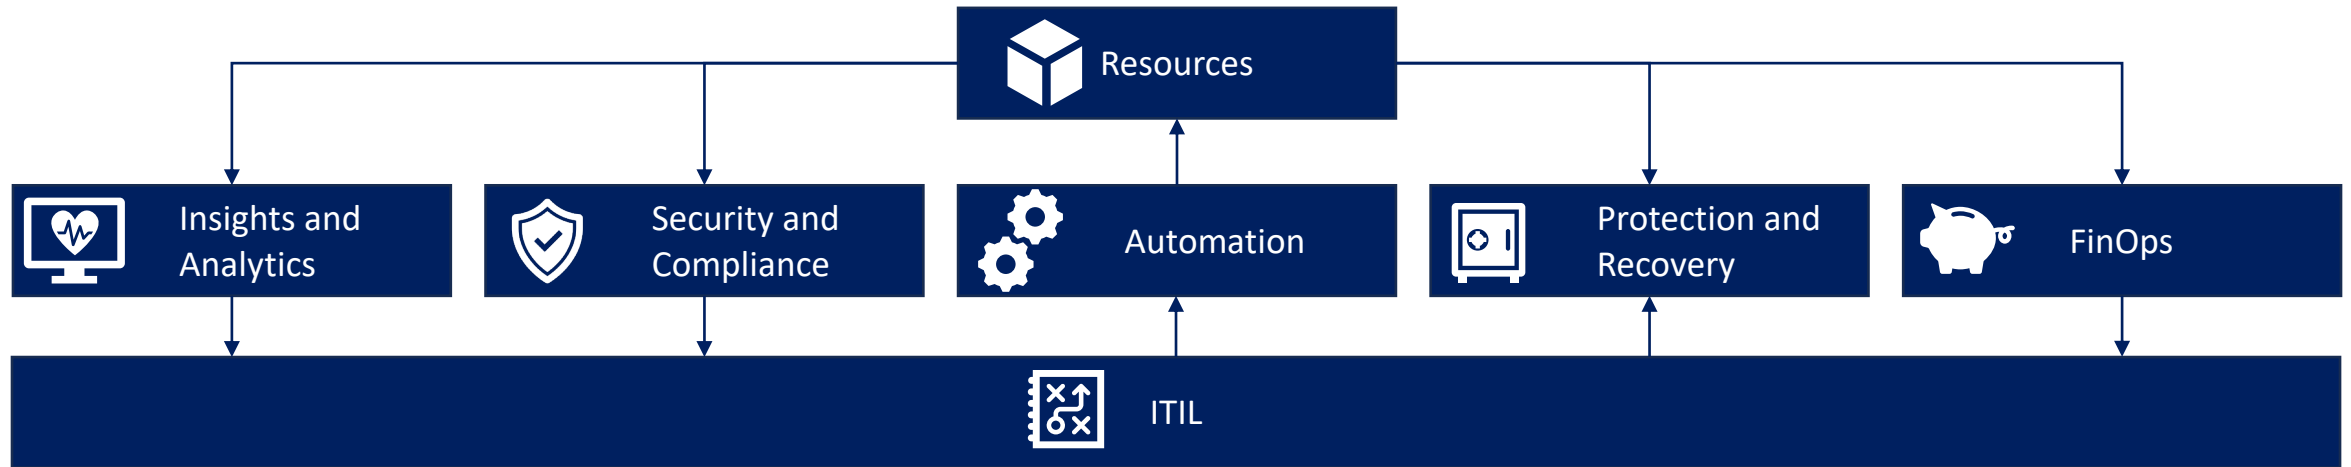 Resources
Insights and
Analytics
Security and
Compliance
Automation
Protection and
Recovery
FinOps
ITIL